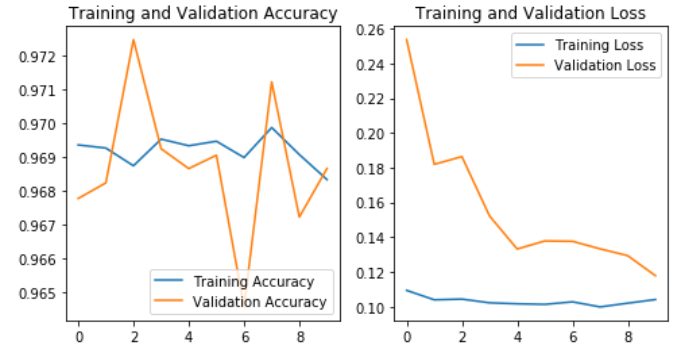 Training and Validation Accuracy
0.972
0.971
0.970
0.969
0.968
0.967
0.966
0.965
Training Accuracy
Validation Accuracy
0 2 4 6 8
Training and Validation Loss
0.26
0.24
0.22
0.20
0.18
0.16
0.14
0.12
0.10
Training Loss
Validation Loss
0 2 4 6 8